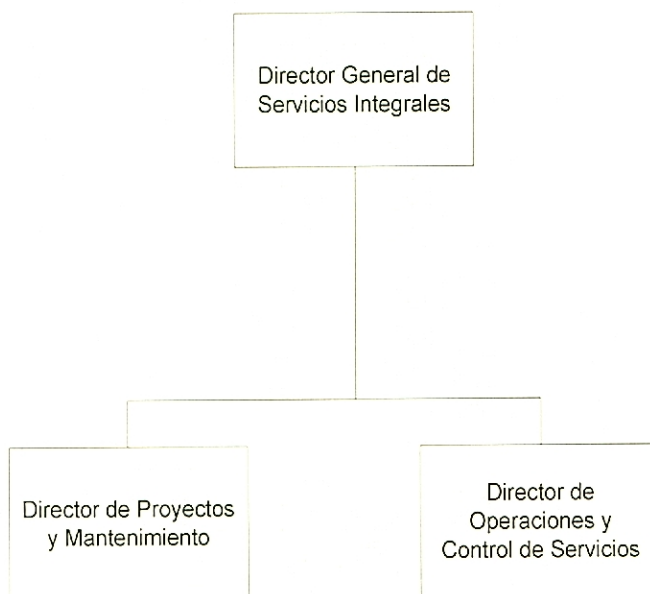 Director General de
Servicios Integrales
Director de Proyectos
y Mantenimiento
Director de
Operaciones y
Control de Servicios